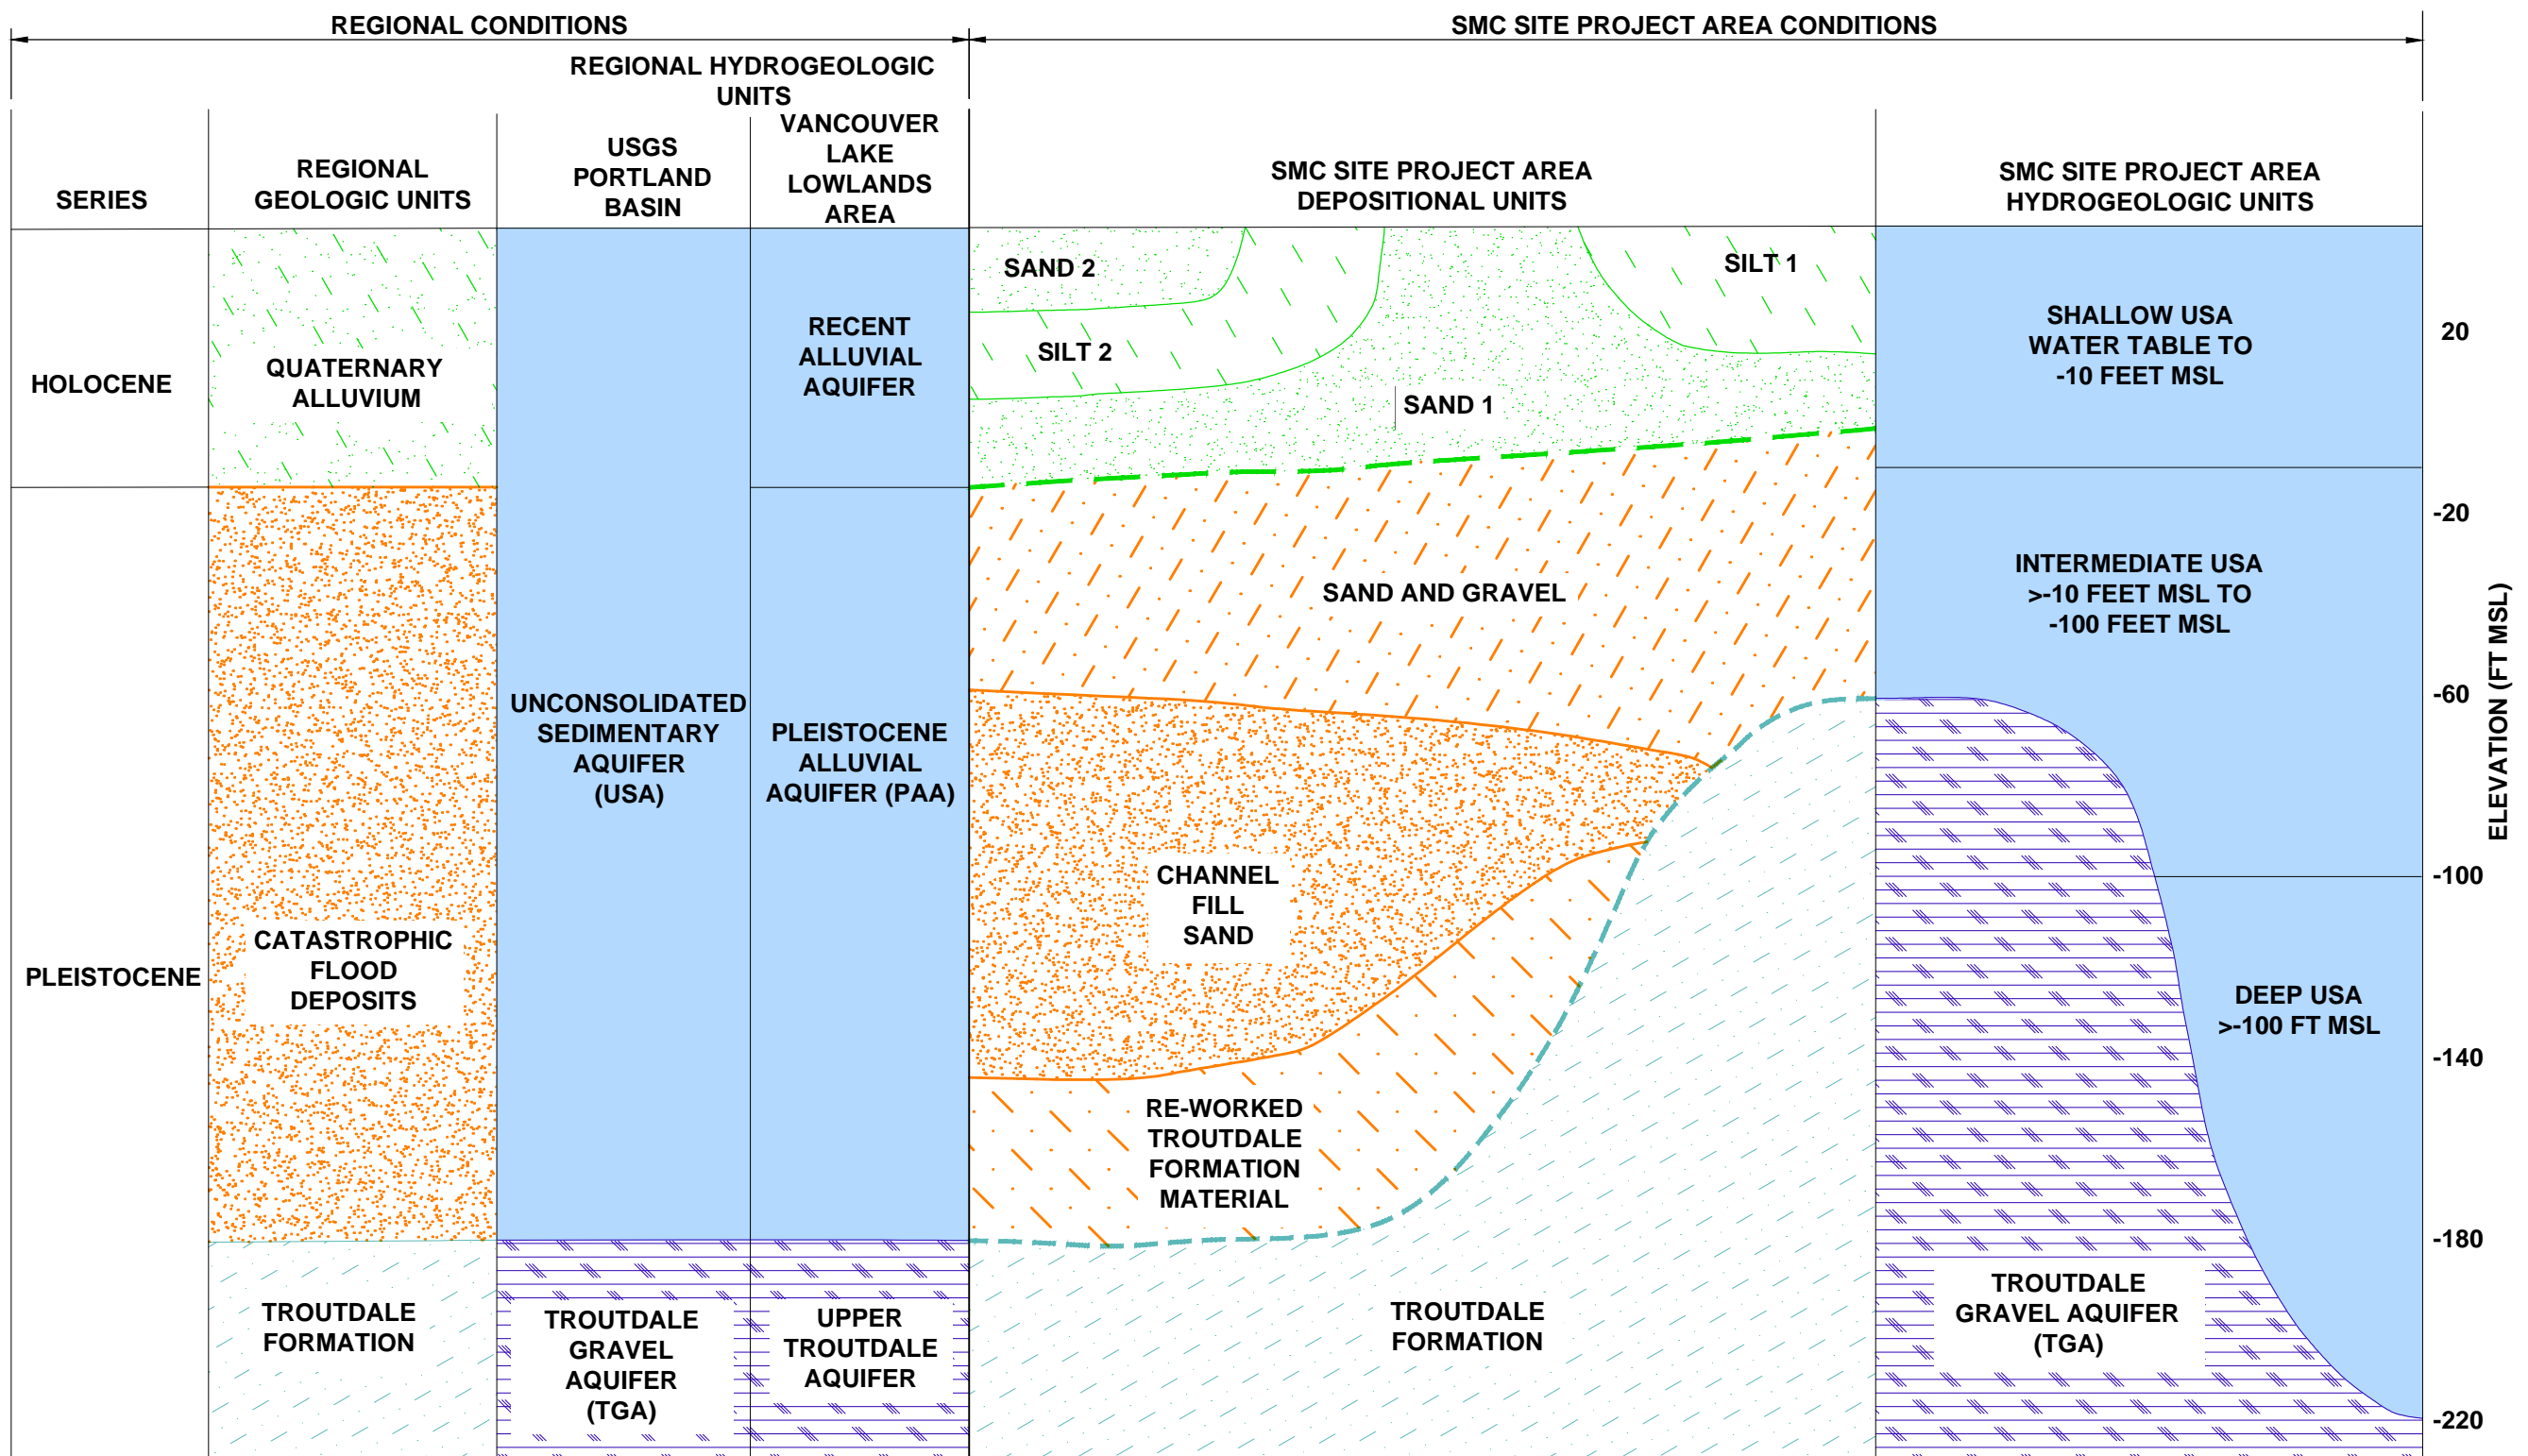 REGIONAL CONDITIONS
SMC SITE PROJECT AREA CONDITIONS
REGIONAL HYDROGEOLOGIC
UNITS
SERIES
REGIONAL
GEOLOGIC UNITS
USGS
PORTLAND
BASIN
VANCOUVER
LAKE
LOWLANDS
AREA
SMC SITE PROJECT AREA
DEPOSITIONAL UNITS
SMC SITE PROJECT AREA
HYDROGEOLOGIC UNITS
HOLOCENE
PLEISTOCENE
QUATERNARY
ALLUVIUM
CATASTROPHIC
FLOOD
DEPOSITS
TROUTDALE
FORMATION
UNCONSOLIDATED
SEDIMENTARY
AQUIFER
(USA)
TROUTDALE
GRAVEL
AQUIFER
(TGA)
RECENT
ALLUVIAL
AQUIFER
PLEISTOCENE
ALLUVIAL
AQUIFER (PAA)
UPPER
TROUTDALE
AQUIFER
SAND 2
SILT 2
SILT 1
SAND 1
SAND AND GRAVEL
CHANNEL
FILL
SAND
RE-WORKED
TROUTDALE
FORMATION
MATERIAL
TROUTDALE
FORMATION
SHALLOW USA
WATER TABLE TO
-10 FEET MSL
INTERMEDIATE USA
>-10 FEET MSL TO
-100 FEET MSL
DEEP USA
>-100 FT MSL
TROUTDALE
GRAVEL AQUIFER
(TGA)
20
-20
-60
-100
-140
-180
-220
ELEVATION (FT MSL)